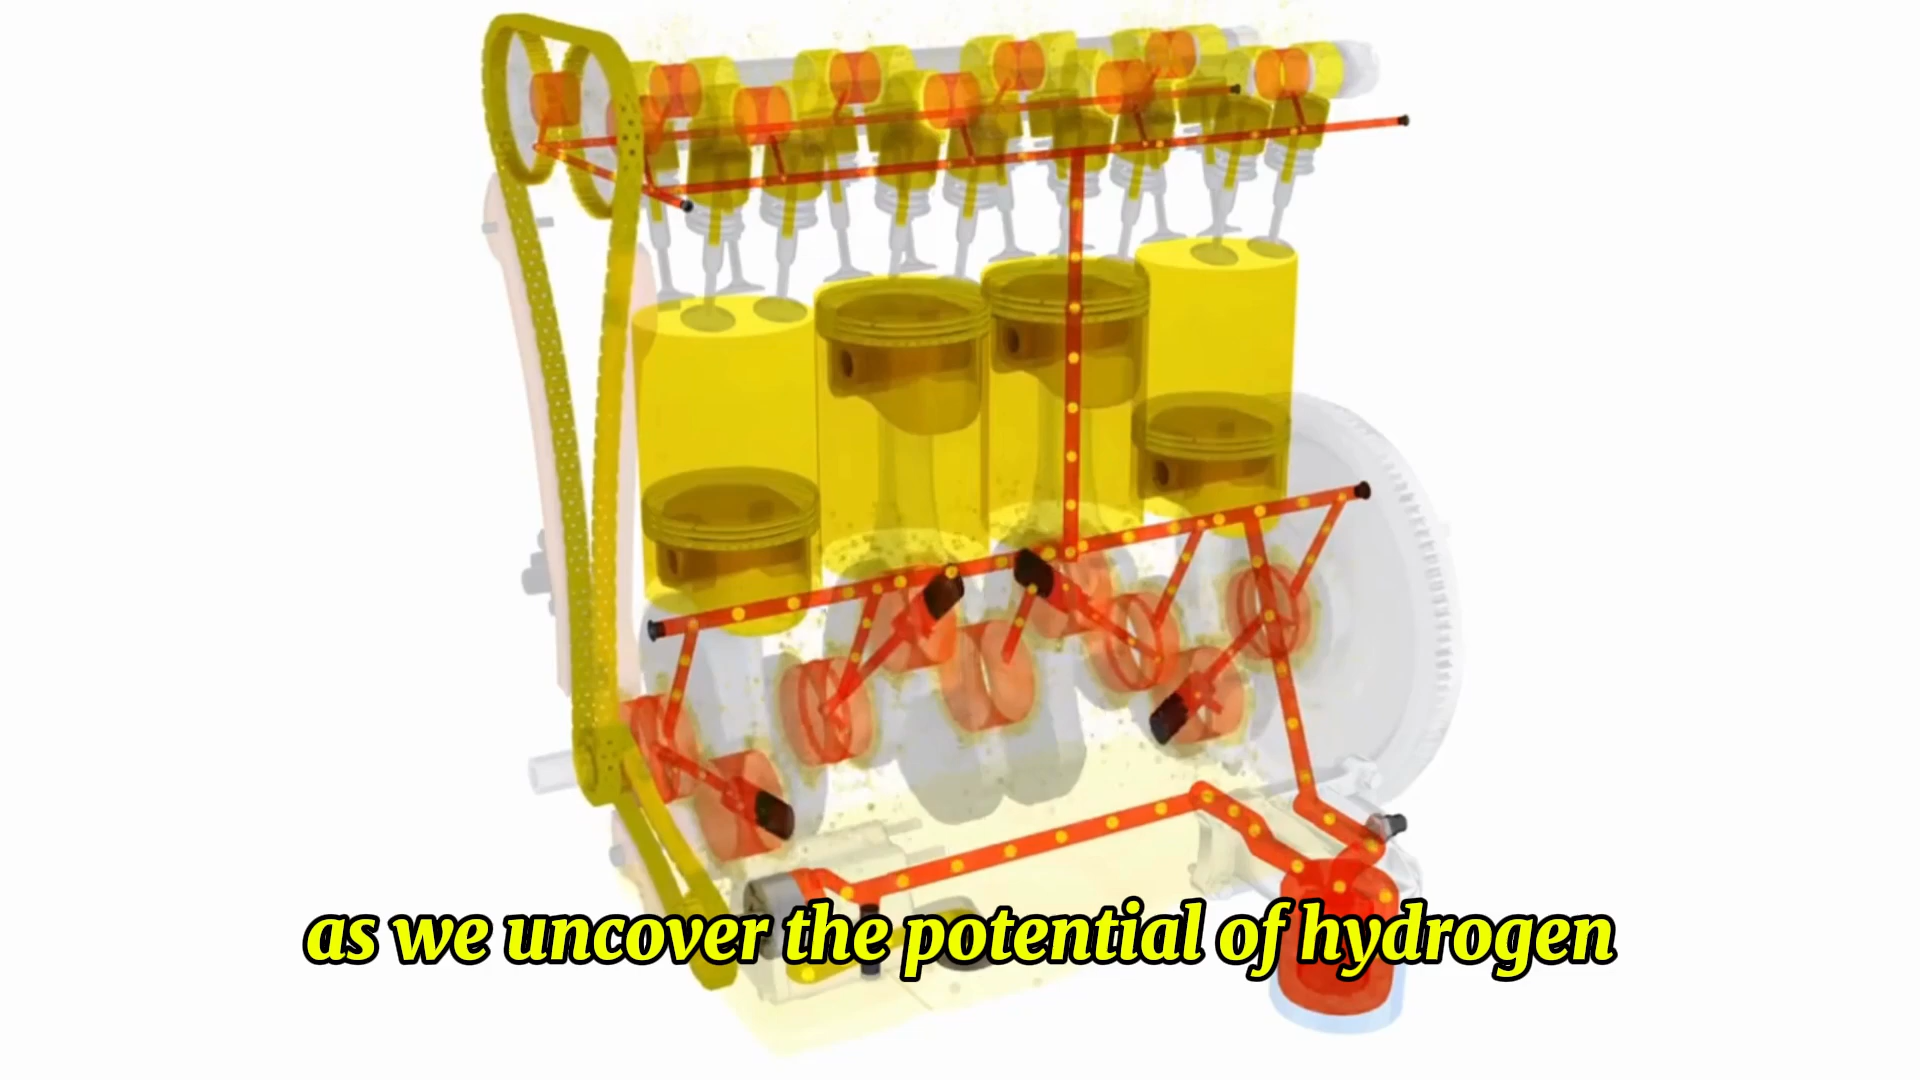 as we uncover the potential of hydrogen